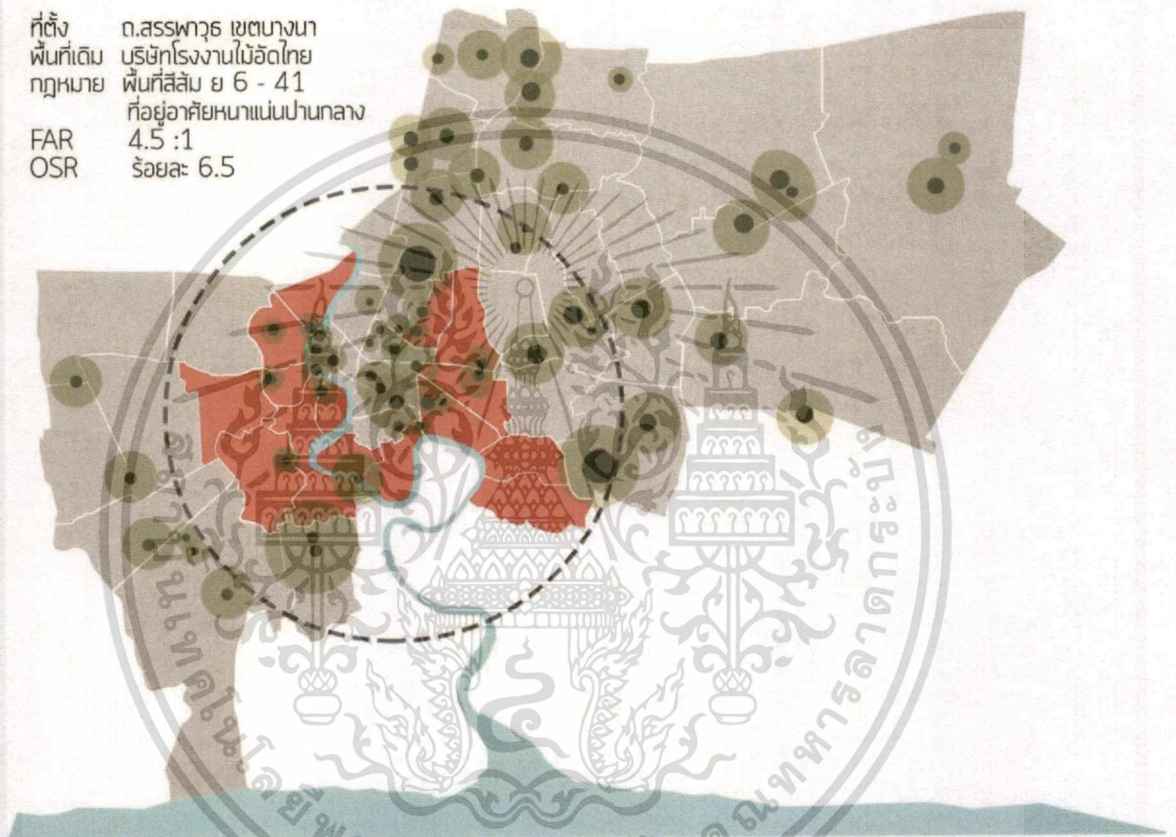 ที่ตั้ง ถ.สรรพาวุธ เขตบางนา
พื้นที่เดิม บริษัทโรงงานไม้อัดไทย
กฎหมาย พื้นที่สีส้ม ย 6 - 41
ที่อยู่อาศัยหนาแน่นปานกลาง
FAR 4.5 :1
OSR ร้อยละ 6.5